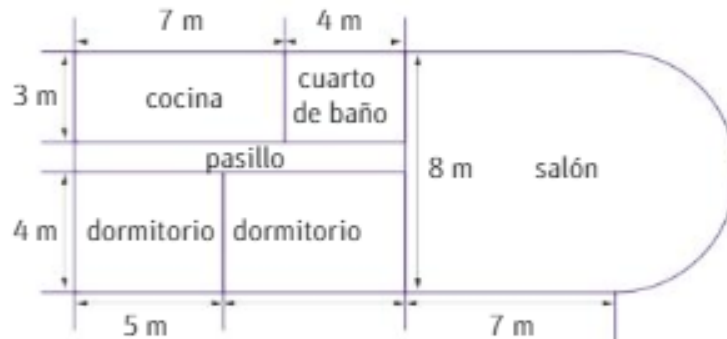 7 m 4 m
3 m
cocina
cuarto
de baño
pasillo
8 m
salón
4 m
dormitorio
dormitorio
5 m
7 m